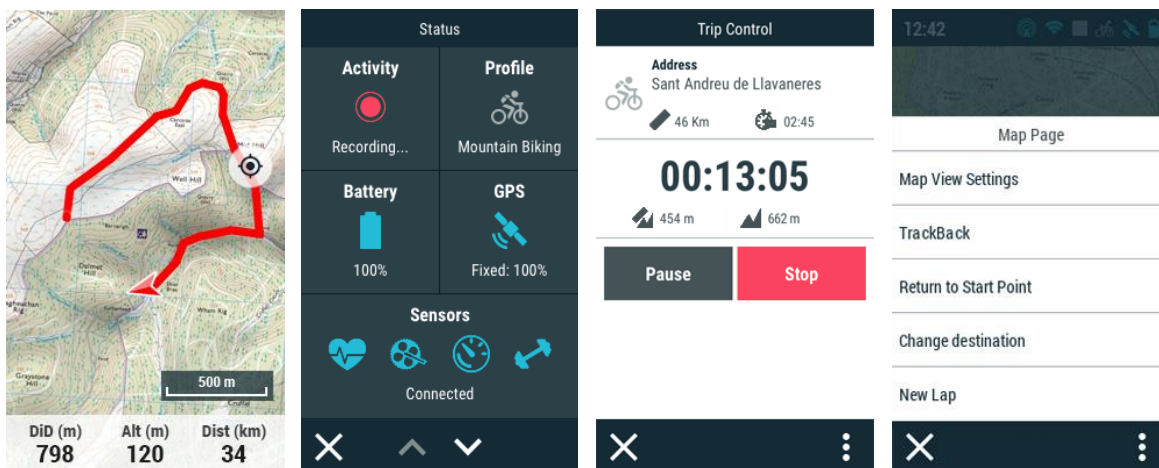 Well Hill
500 m
DiD (m)
798
Alt (m)
120
Dist (km)
34
Status
Activity
Recording...
Profile
Mountain Biking
Battery
100%
GPS
Fixed: 100%
Sensors
Connected
Trip Control
Address
Sant Andreu de Llavaneres
46 Km
02:45
00:13:05
454 m
662 m
Pause
Stop
12:42
Map Page
Map View Settings
TrackBack
Return to Start Point
Change destination
New Lap